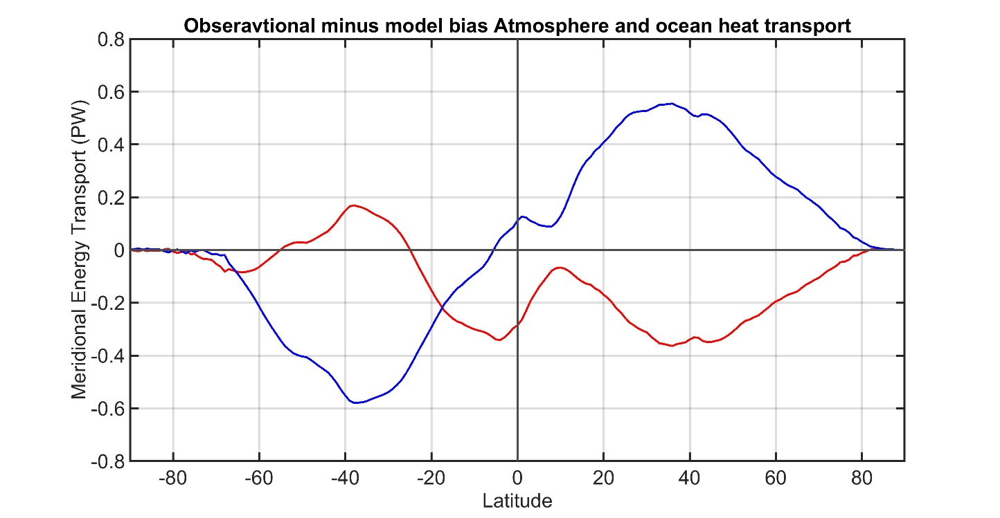 Obseravtional minus model bias Atmosphere and ocean heat transport
0.8
0.6
0.4
0.2
0
-0.2
-0.4
-0.6
-0.8
Meridional Energy Transport (PW)
-80 -60 -40 -20 0 20 40 60 80
Latitude